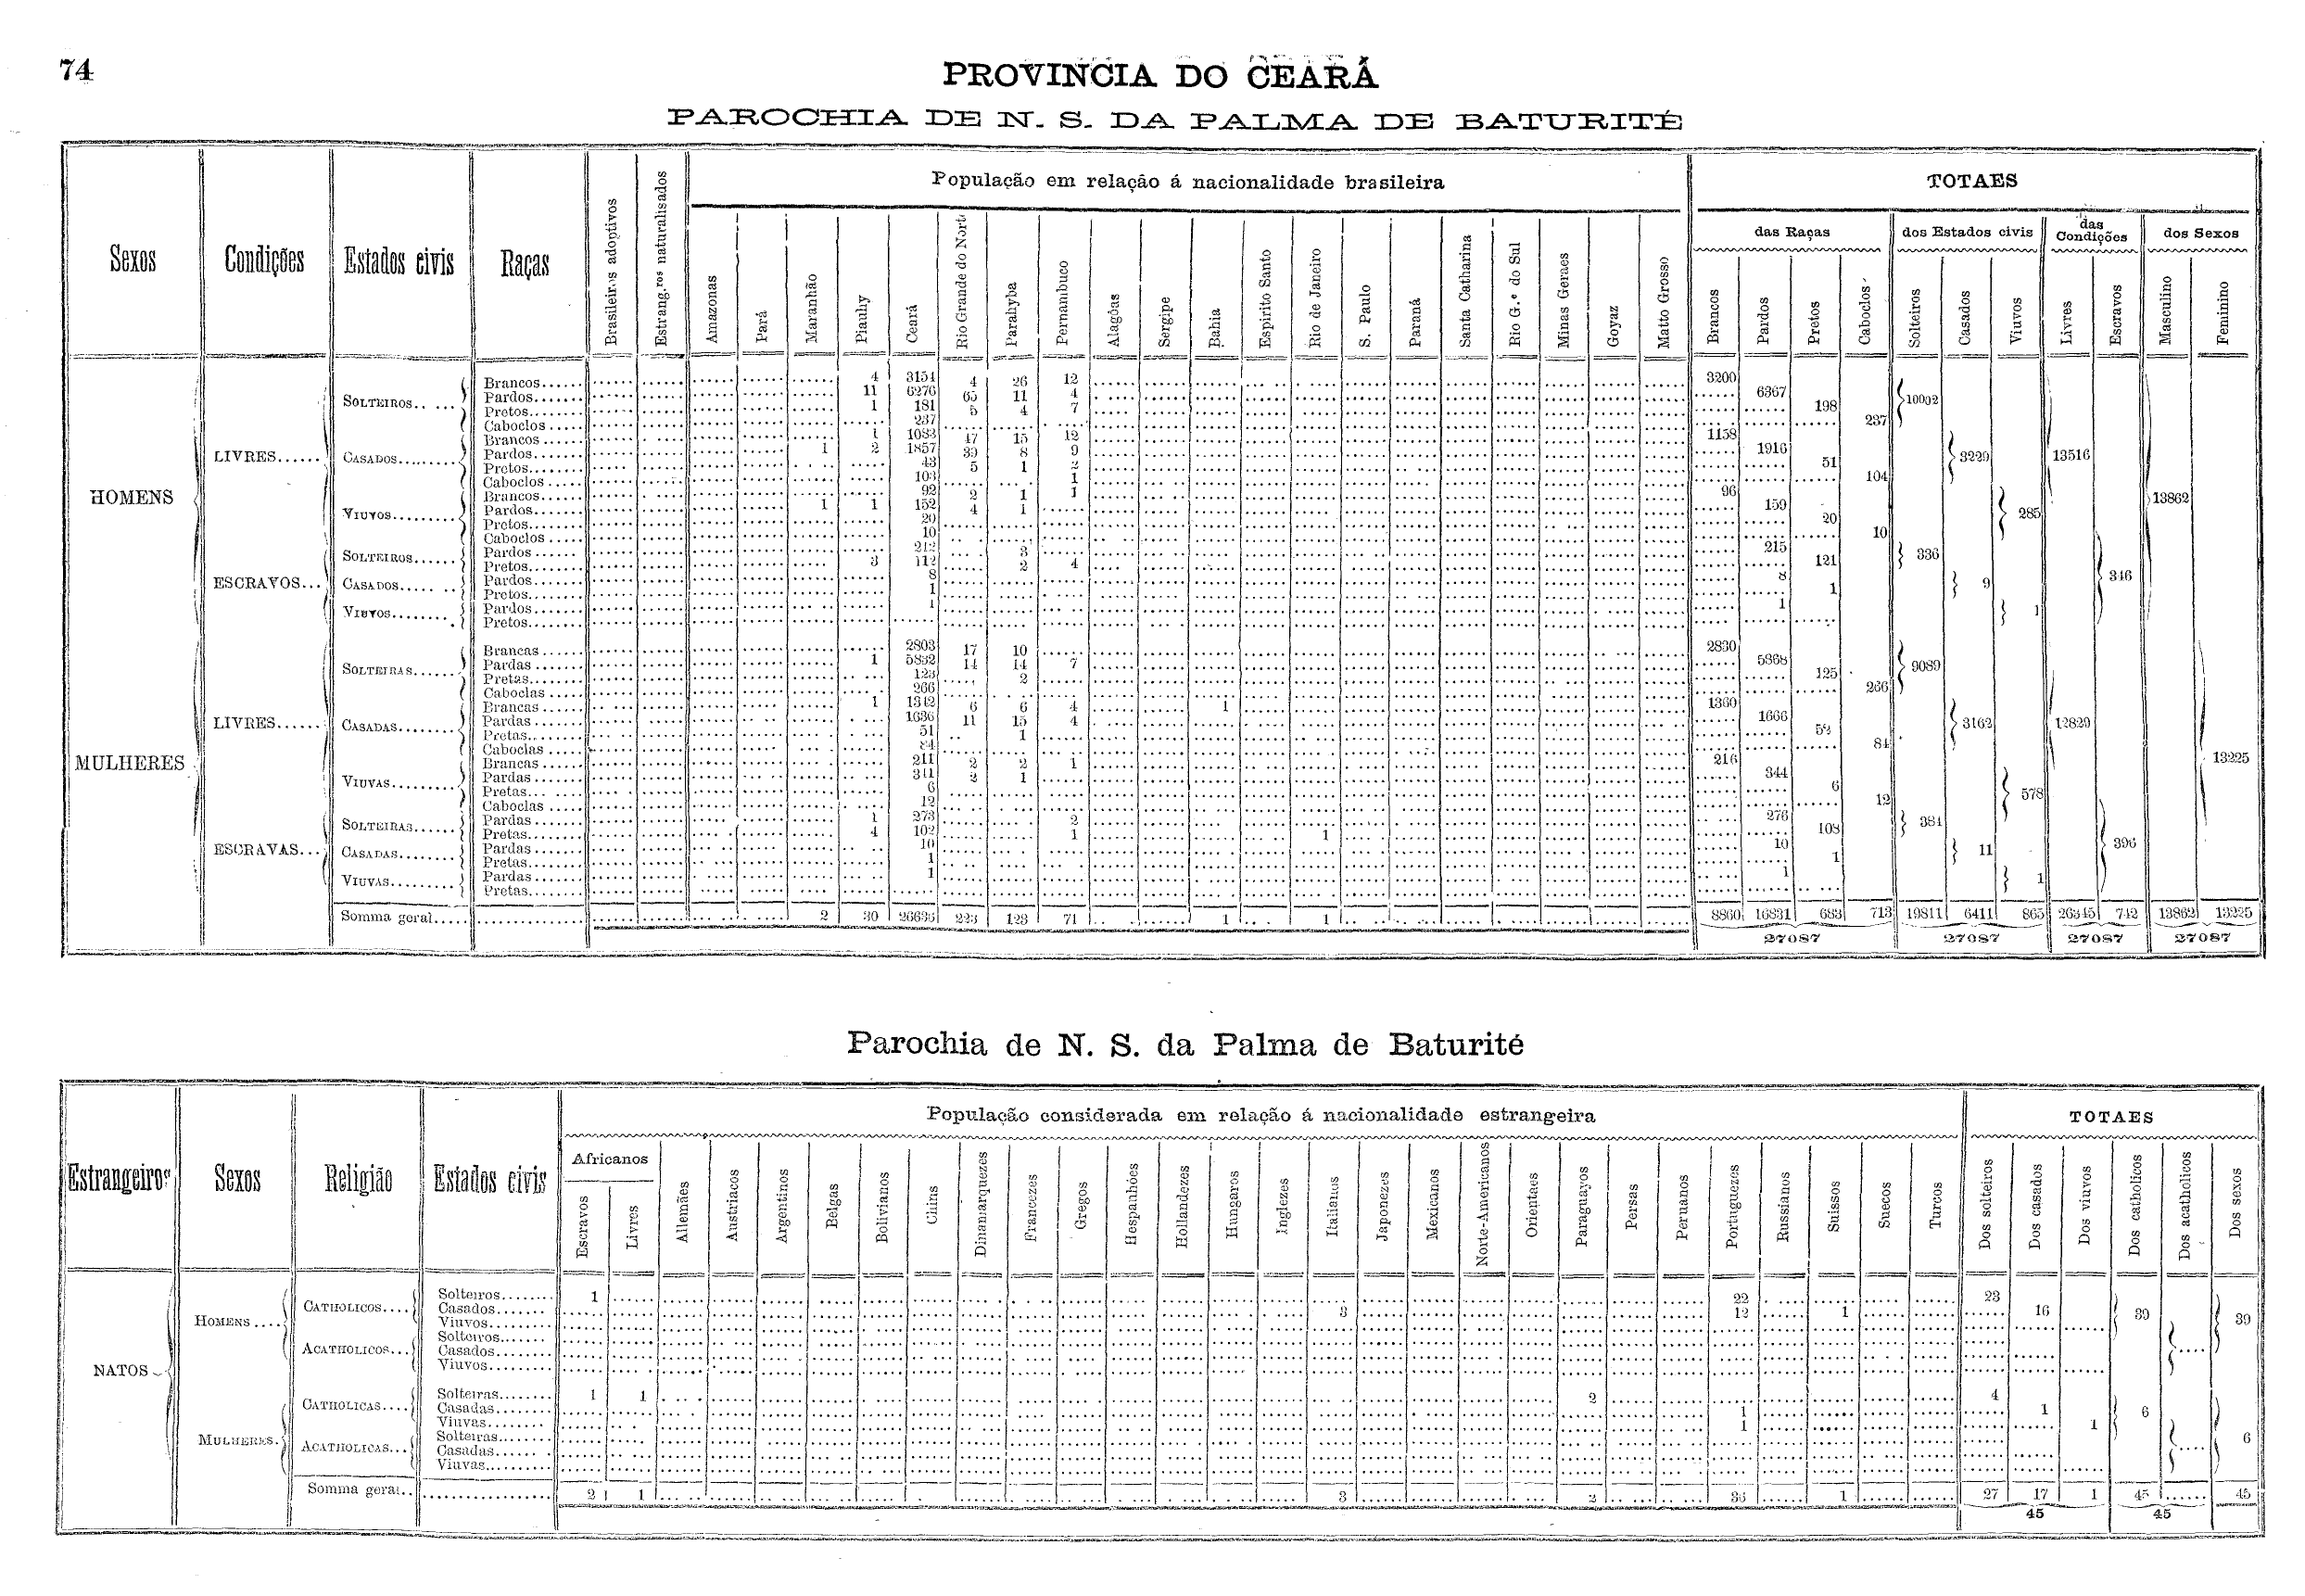 74
PROVINCIA DO CEARÁ
PAROCHIA DE N. S. DA PALMA DE BATURITÉ
Sexos Condições Estados civis Raças Brasileiros adoptivos Estrang.ros naturalisados População em relação á nacionalidade brasileira TOTAES
das Raças dos Estados civis das Condições dos Sexos
Amazonas Pará Maranhão Piauhy Ceará Rio Grande do Norte Parahyba Pernambuco Alagôas Sergipe Bahia Espirito Santo Rio de Janeiro S. Paulo Paraná Santa Catharina Rio G.e do Sul Minas Geraes Goyaz Matto Grosso Brancos Pardos Pretos Caboclos Solteiros Casados Viuvos Livres Escravos Masculino Feminino
HOMENS 13862
LIVRES 13516
SOLTEIROS 10002
Brancos 4 3154 4 26 12 3200
Pardos 11 6276 65 11 4 6367
Pretos 1 181 5 4 7 198
Caboclos 237 237
CASADOS 3229
Brancos 1 1083 47 15 12 1158
Pardos 1 2 1857 39 8 9 1916
Pretos 43 5 1 2 51
Caboclos 103 1 104
VIUVOS 285
Brancos 92 2 1 1 96
Pardos 1 1 152 4 1 159
Pretos 20 20
Caboclos 10 10
ESCRAVOS 346
SOLTEIROS 336
Pardos 212 3 215
Pretos 3 112 2 4 121
CASADOS 9
Pardos 8 8
Pretos 1 1
VIUVOS 1
Pardos 1 1
Pretos
MULHERES 13225
LIVRES 12829
SOLTEIRAS 9089
Brancas 2803 17 10 2830
Pardas 1 5832 14 14 7 5868
Pretas 123 2 125
Caboclas 266 266
CASADAS 3162
Brancas 1 1342 6 6 4 1 1360
Pardas 1636 11 15 4 1666
Pretas 51 1 52
Caboclas 84 84
VIUVAS 578
Brancas 211 2 2 1 216
Pardas 341 2 1 344
Pretas 6 6
Caboclas 12 12
ESCRAVAS 396
SOLTEIRAS 384
Pardas 1 273 2 276
Pretas 4 102 1 1 108
CASADAS 11
Pardas 10 10
Pretas 1 1
VIUVAS 1
Pardas 1 1
Pretas
Somma geral 2 30 26635 223 123 71 1 1 8860 16831 683 713 19811 6411 865 26345 742 13862 13225
27087 27087 27087 27087
Parochia de N. S. da Palma de Baturité
Estrangeiros Sexos Religião Estados civis População considerada em relação á nacionalidade estrangeira TOTAES
Africanos
Escravos Livres Allemães Austriacos Argentinos Belgas Bolivianos Chins Dinamarquezes Francezes Gregos Hespanhóes Hollandezes Hungaros Inglezes Italianos Japonezes Mexicanos Norte-Americanos Orientaes Paraguayos Persas Peruanos Portuguezes Russianos Suissos Suecos Turcos Dos solteiros Dos casados Dos viuvos Dos catholicos Dos acatholicos Dos sexos
NATOS
HOMENS 39
CATHOLICOS 39
Solteiros 1 22 23
Casados 3 12 1 16
Viuvos
ACATHOLICOS
Solteiros
Casados
Viuvos
MULHERES 6
CATHOLICAS 6
Solteiras 1 1 2 4
Casadas 1 1
Viuvas 1 1
ACATHOLICAS
Solteiras
Casadas
Viuvas
Somma geral 2 1 3 2 36 1 27 17 1 45 45
45 45